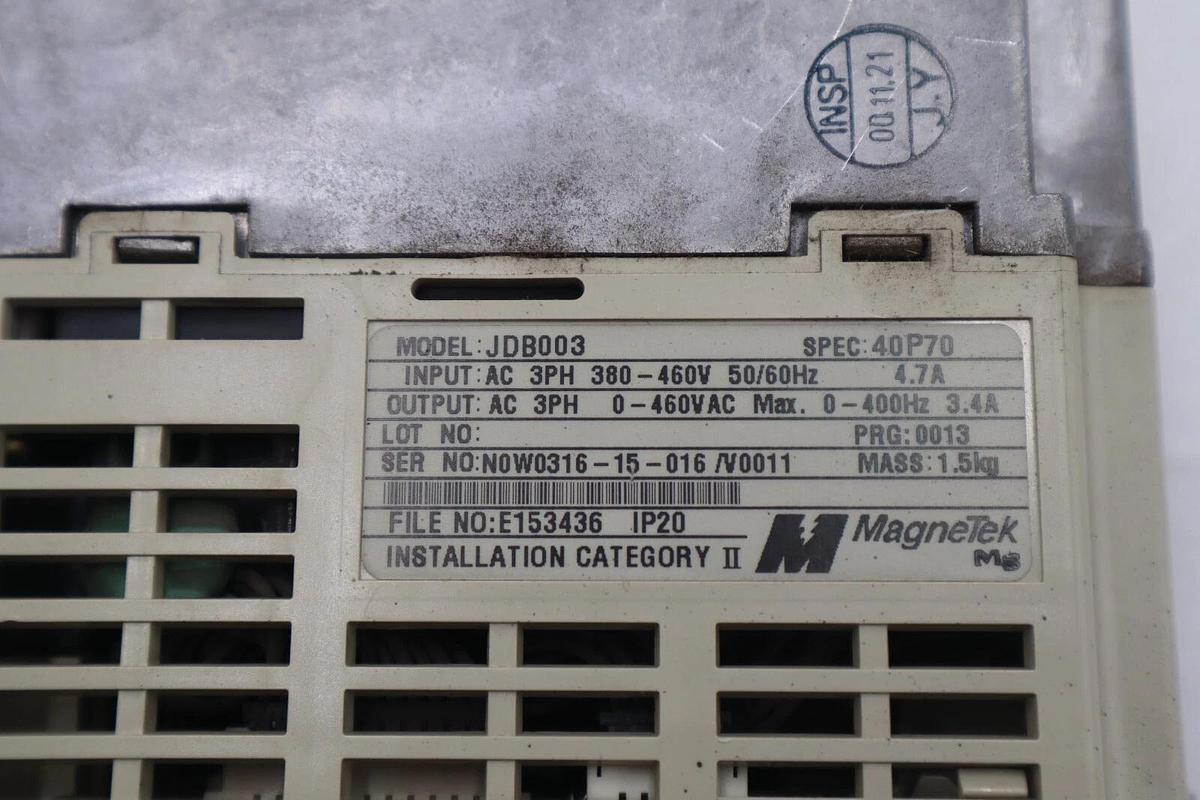 INSP
00.11.21
J.Y
MODEL:JDB003 SPEC:40P70
INPUT:AC 3PH 380-460V 50/60Hz 4.7A
OUTPUT:AC 3PH 0-460VAC Max. 0-400Hz 3.4A
LOT NO: PRG:0013
SER NO:N0W0316-15-016/V0011 MASS:1.5kg
FILE NO:E153436 IP20
INSTALLATION CATEGORY II
MagneTek